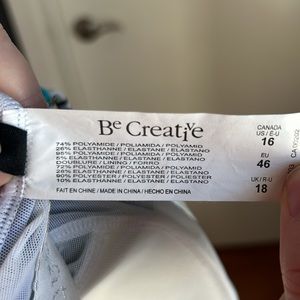 Be Creative
74% POLYAMIDE / POLIAMIDA / POLYAMID
26% ELASTHANNE / ELASTANE / ELASTANO
95% POLYAMIDE / POLIAMIDA / POLYAMID
5% ELASTHANNE / ELASTANE / ELASTANO
DOUBLURE / LINING / FORRO
72% POLYAMIDE / POLIAMIDA / POLYAMID
28% ELASTHANNE / ELASTANE / ELASTANO
90% POLYESTER / POLYESTER / POLIESTER
10% ELASTHANNE / ELASTANE / ELASTANO
FAIT EN CHINE / MADE IN CHINA / HECHO EN CHINA
CANADA
US / E-U
16
EU
46
UK / R-U
18